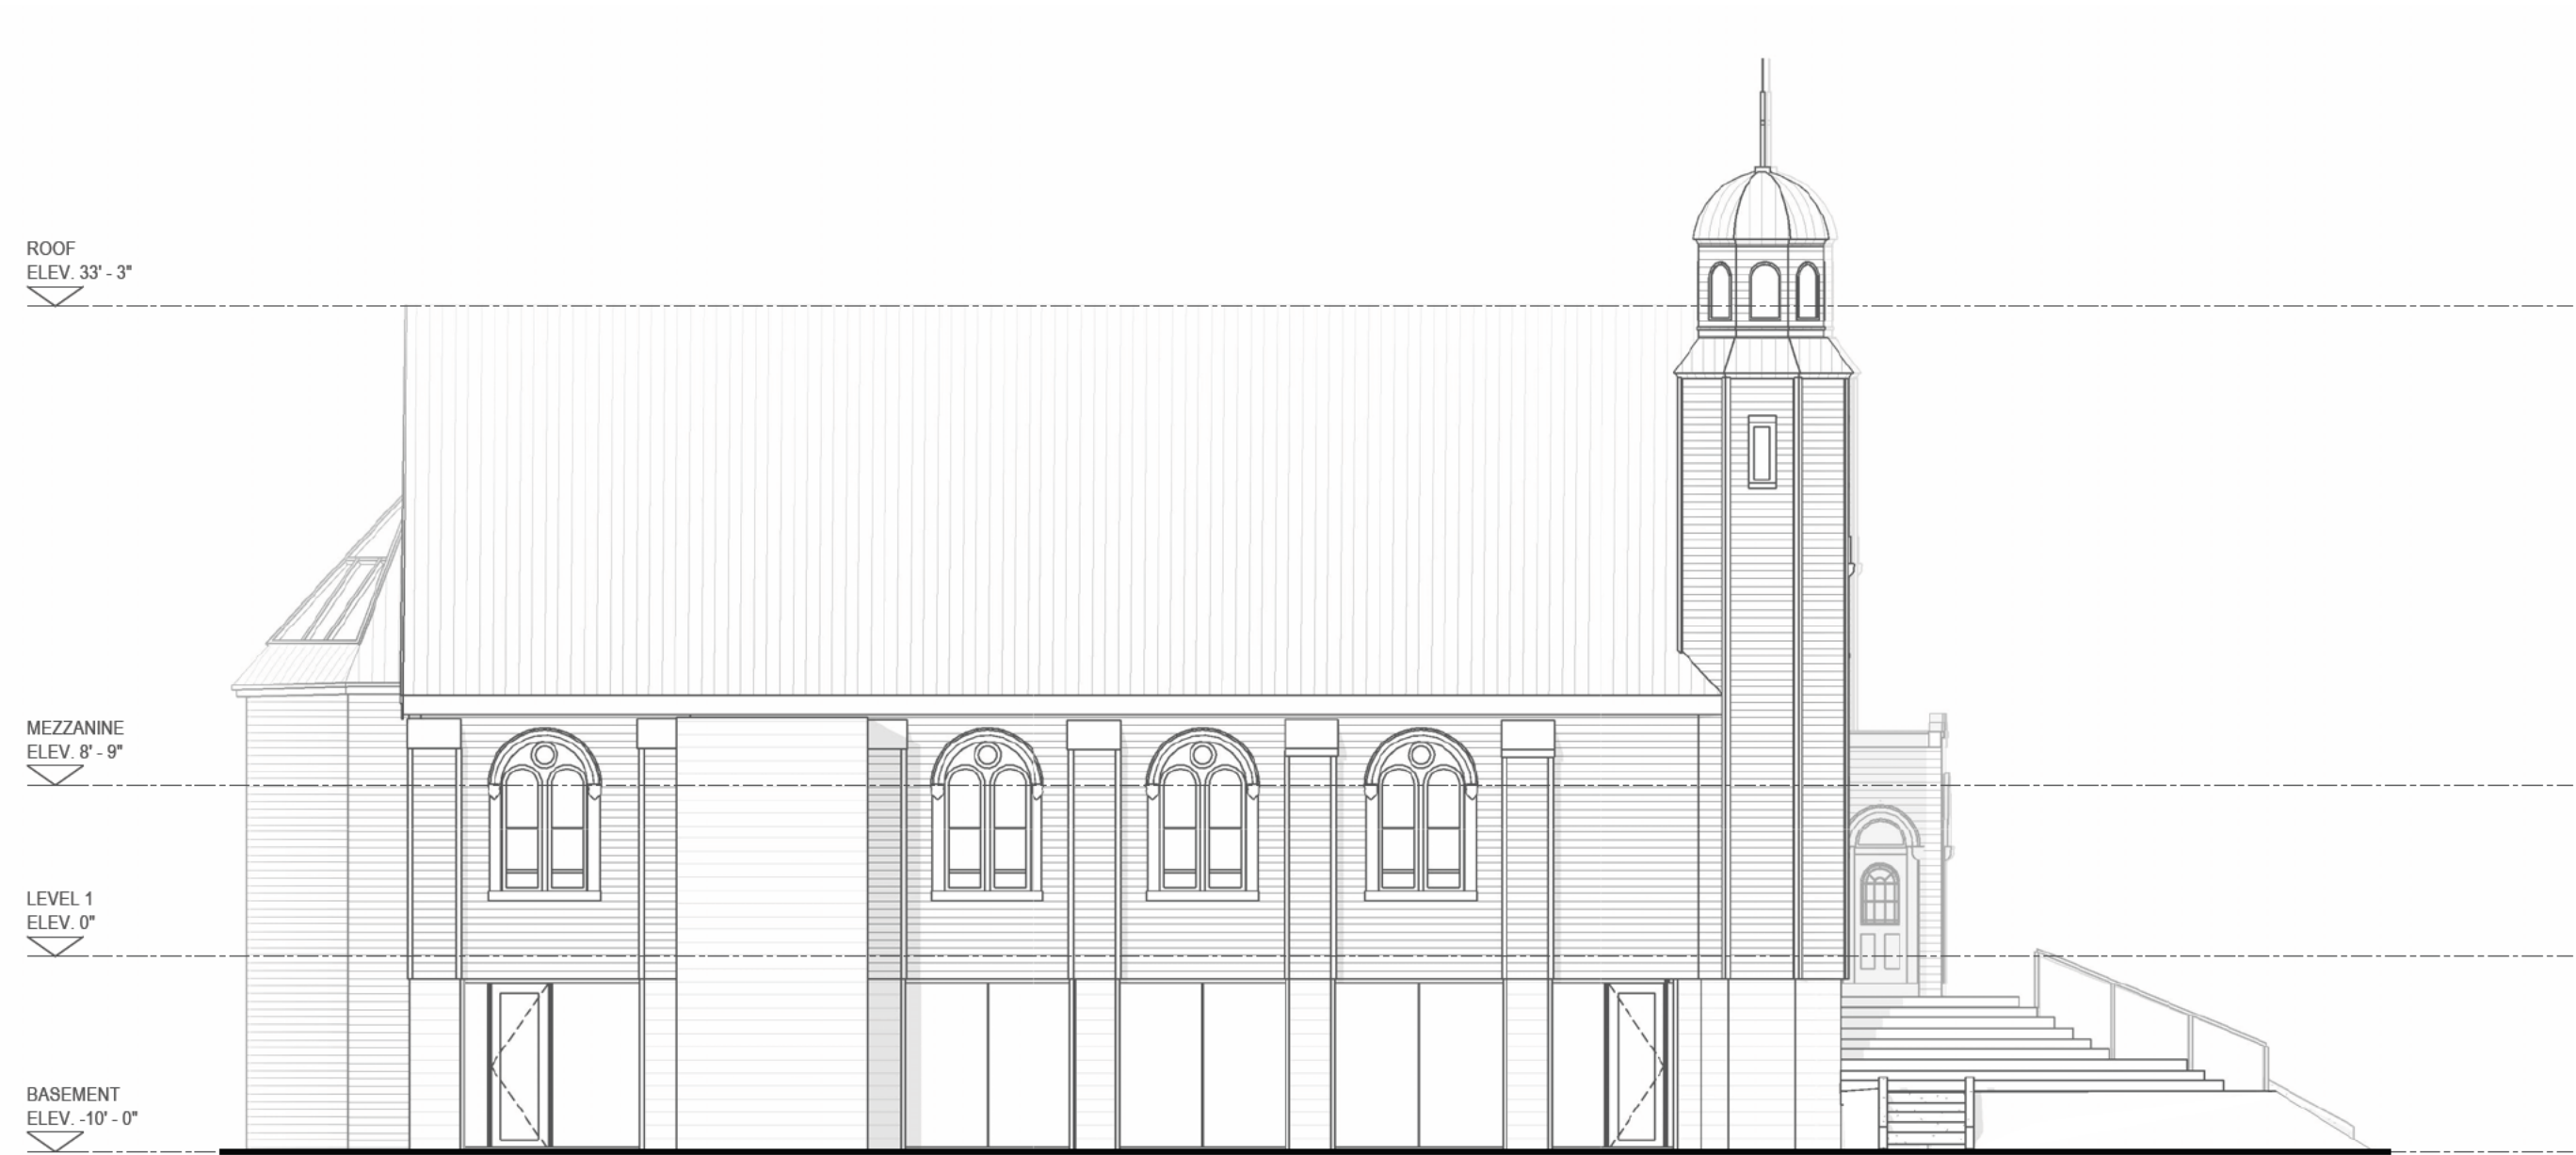 ROOF
ELEV. 33' - 3"
MEZZANINE
ELEV. 8' - 9"
LEVEL 1
ELEV. 0"
BASEMENT
ELEV. -10' - 0"